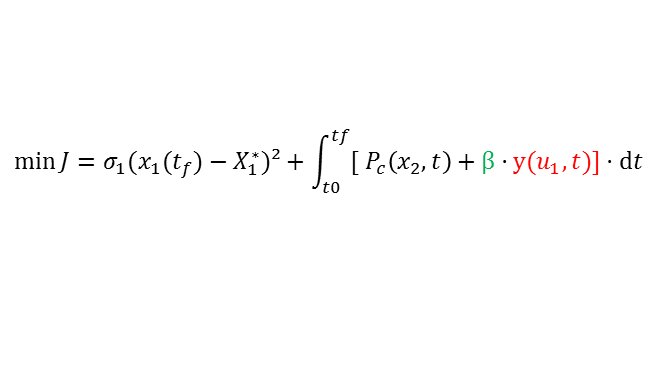 min J = σ₁(x₁(t_f) − X₁*)² + ∫_{t0}^{tf} [ P_c(x₂, t) + β · y(u₁, t)] · dt